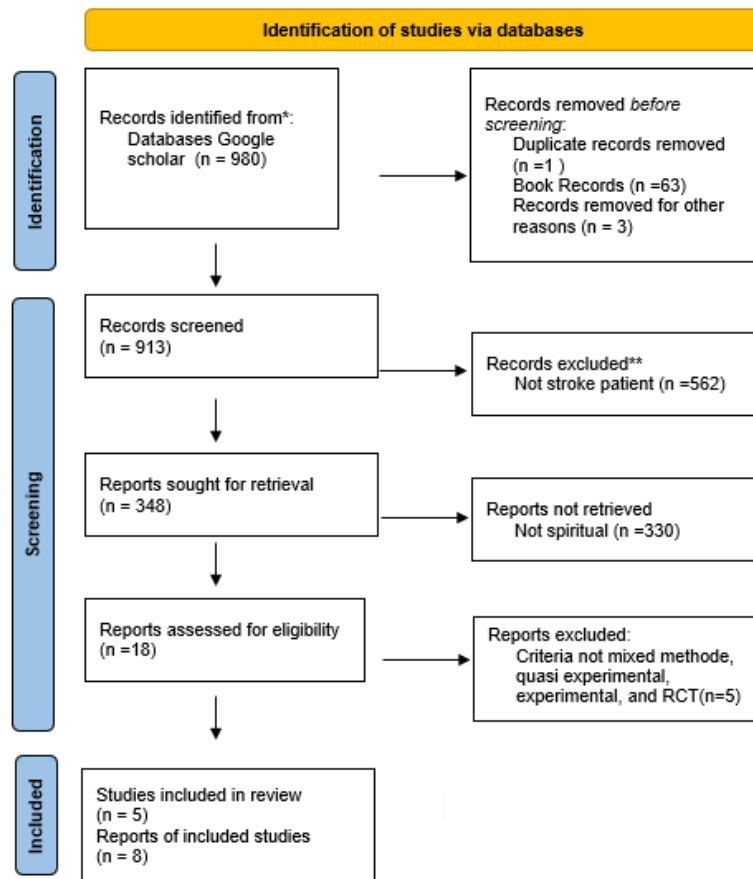 Identification of studies via databases
Identification
Records identified from*:
Databases Google
scholar (n = 980)
Records removed before
screening:
Duplicate records removed
(n =1 )
Book Records (n =63)
Records removed for other
reasons (n = 3)
Screening
Records screened
(n = 913)
Records excluded**
Not stroke patient (n =562)
Reports sought for retrieval
(n = 348)
Reports not retrieved
Not spiritual (n =330)
Reports assessed for eligibility
(n =18)
Reports excluded:
Criteria not mixed methode,
quasi experimental,
experimental, and RCT(n=5)
Included
Studies included in review
(n = 5)
Reports of included studies
(n = 8)